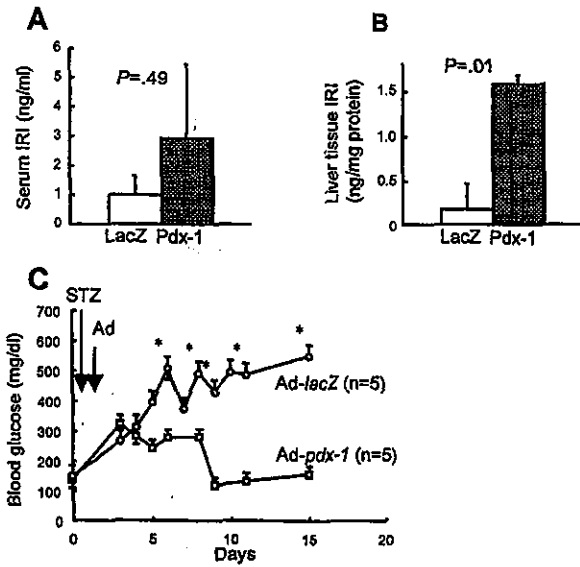 A
Serum IRI (ng/ml)
6
5
4
3
2
1
0
P=.49
LacZ Pdx-1
B
Liver tissue IRI
(ng/mg protein)
1.5
1.0
0.5
0
P=.01
LacZ Pdx-1
C
STZ
Ad
Blood glucose (mg/dl)
700
600
500
400
300
200
100
0
* * * * *
Ad-lacZ (n=5)
Ad-pdx-1 (n=5)
0 5 10 15 20
Days